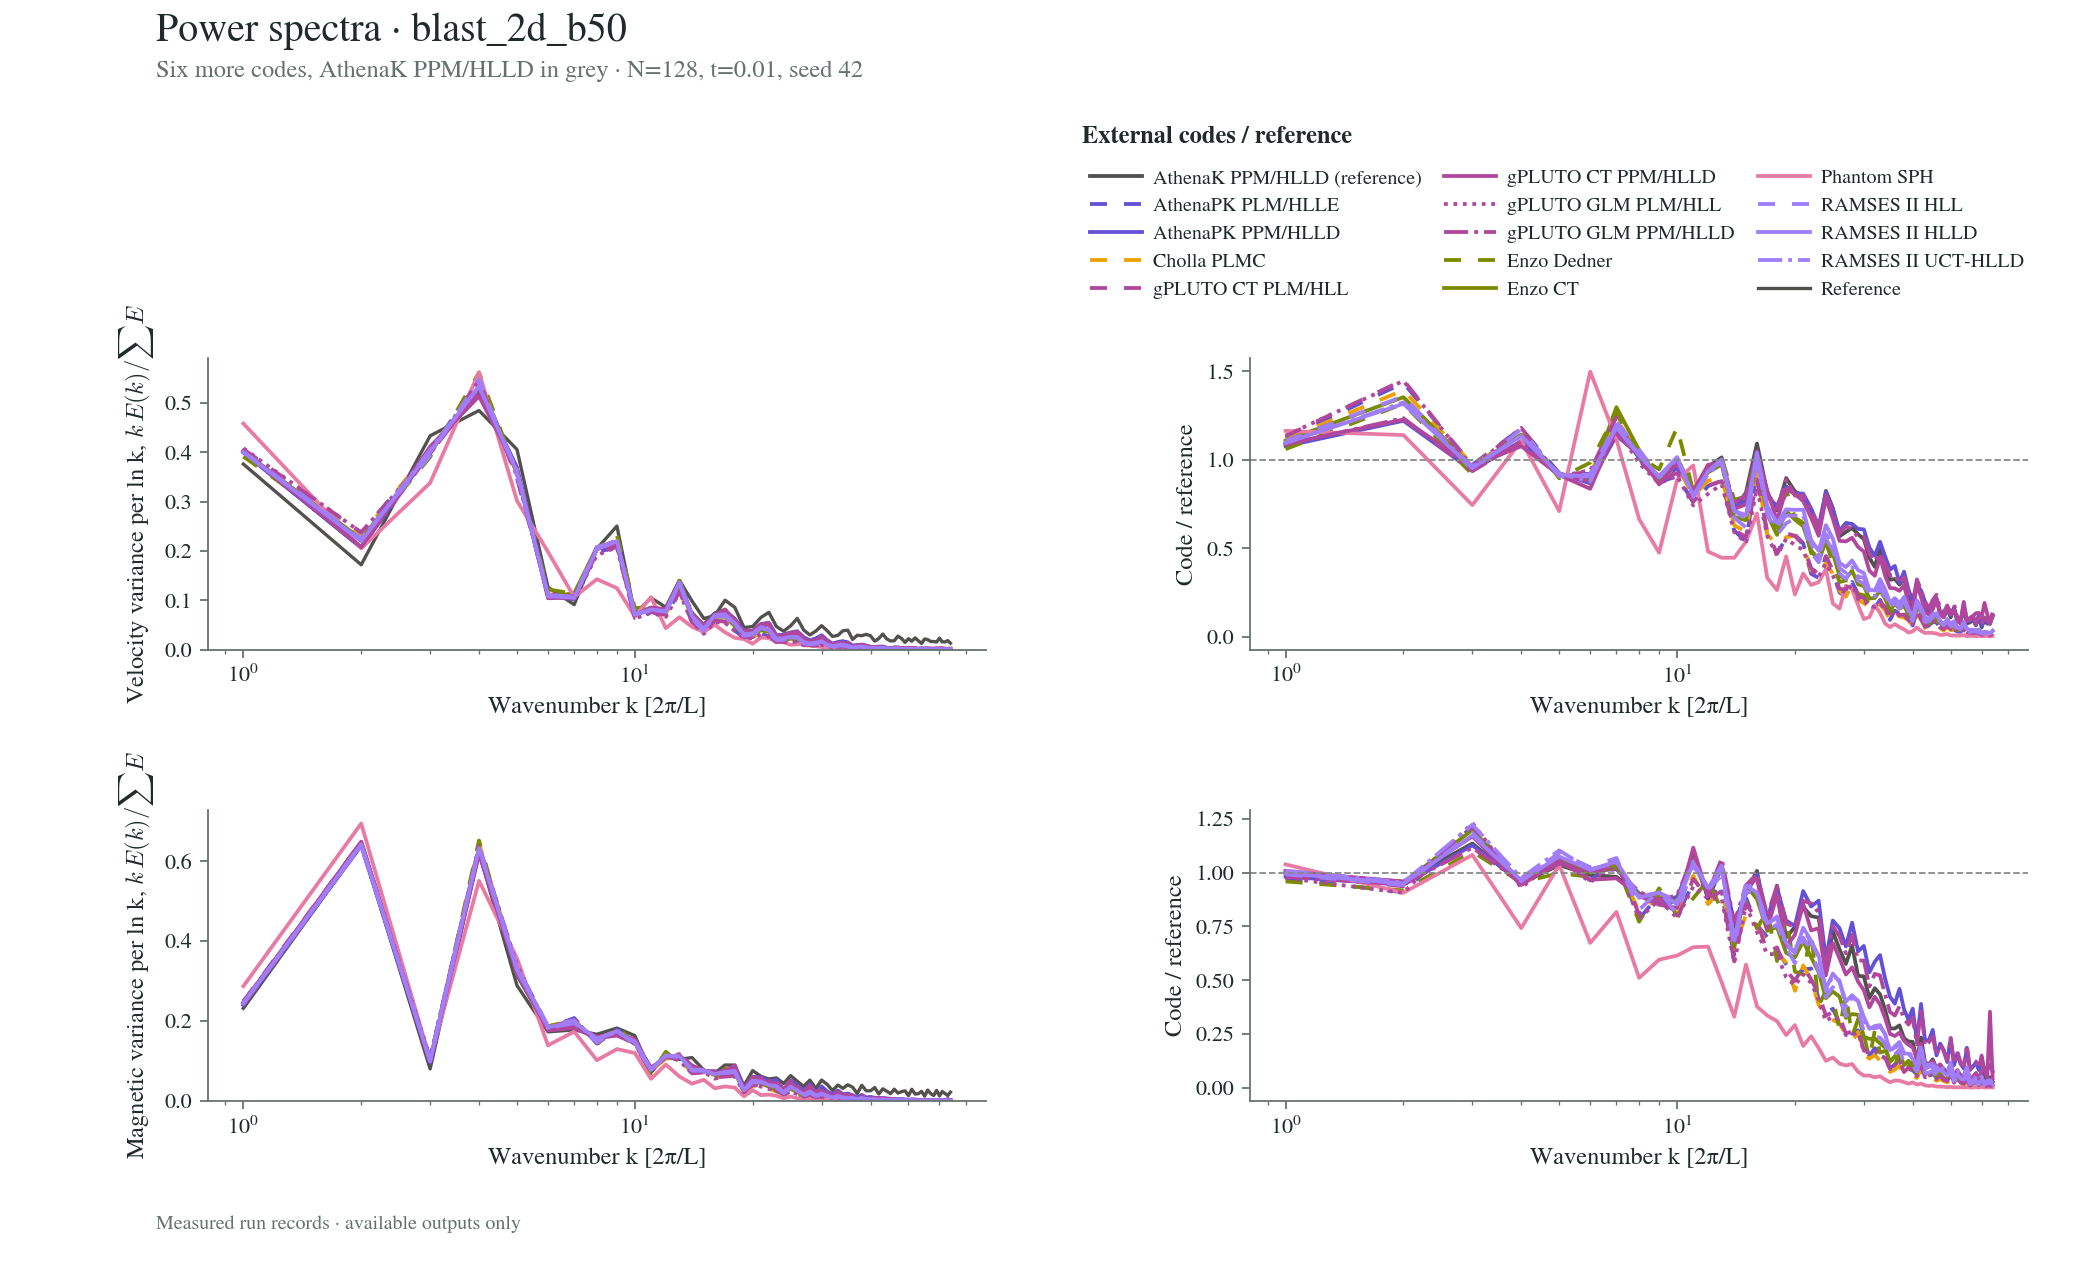 Power spectra · blast_2d_b50
Six more codes, AthenaK PPM/HLLD in grey · N=128, t=0.01, seed 42
External codes / reference
AthenaK PPM/HLLD (reference)
AthenaPK PLM/HLLE
AthenaPK PPM/HLLD
Cholla PLMC
gPLUTO CT PLM/HLL
gPLUTO CT PPM/HLLD
gPLUTO GLM PLM/HLL
gPLUTO GLM PPM/HLLD
Enzo Dedner
Enzo CT
Phantom SPH
RAMSES II HLL
RAMSES II HLLD
RAMSES II UCT-HLLD
Reference
Velocity variance per ln k, k E(k)/∑E
0.5
0.4
0.3
0.2
0.1
0.0
10⁰
10¹
Wavenumber k [2π/L]
Code / reference
1.5
1.0
0.5
0.0
10⁰
10¹
Wavenumber k [2π/L]
Magnetic variance per ln k, k E(k)/∑E
0.6
0.4
0.2
0.0
10⁰
10¹
Wavenumber k [2π/L]
Code / reference
1.25
1.00
0.75
0.50
0.25
0.00
10⁰
10¹
Wavenumber k [2π/L]
Measured run records · available outputs only